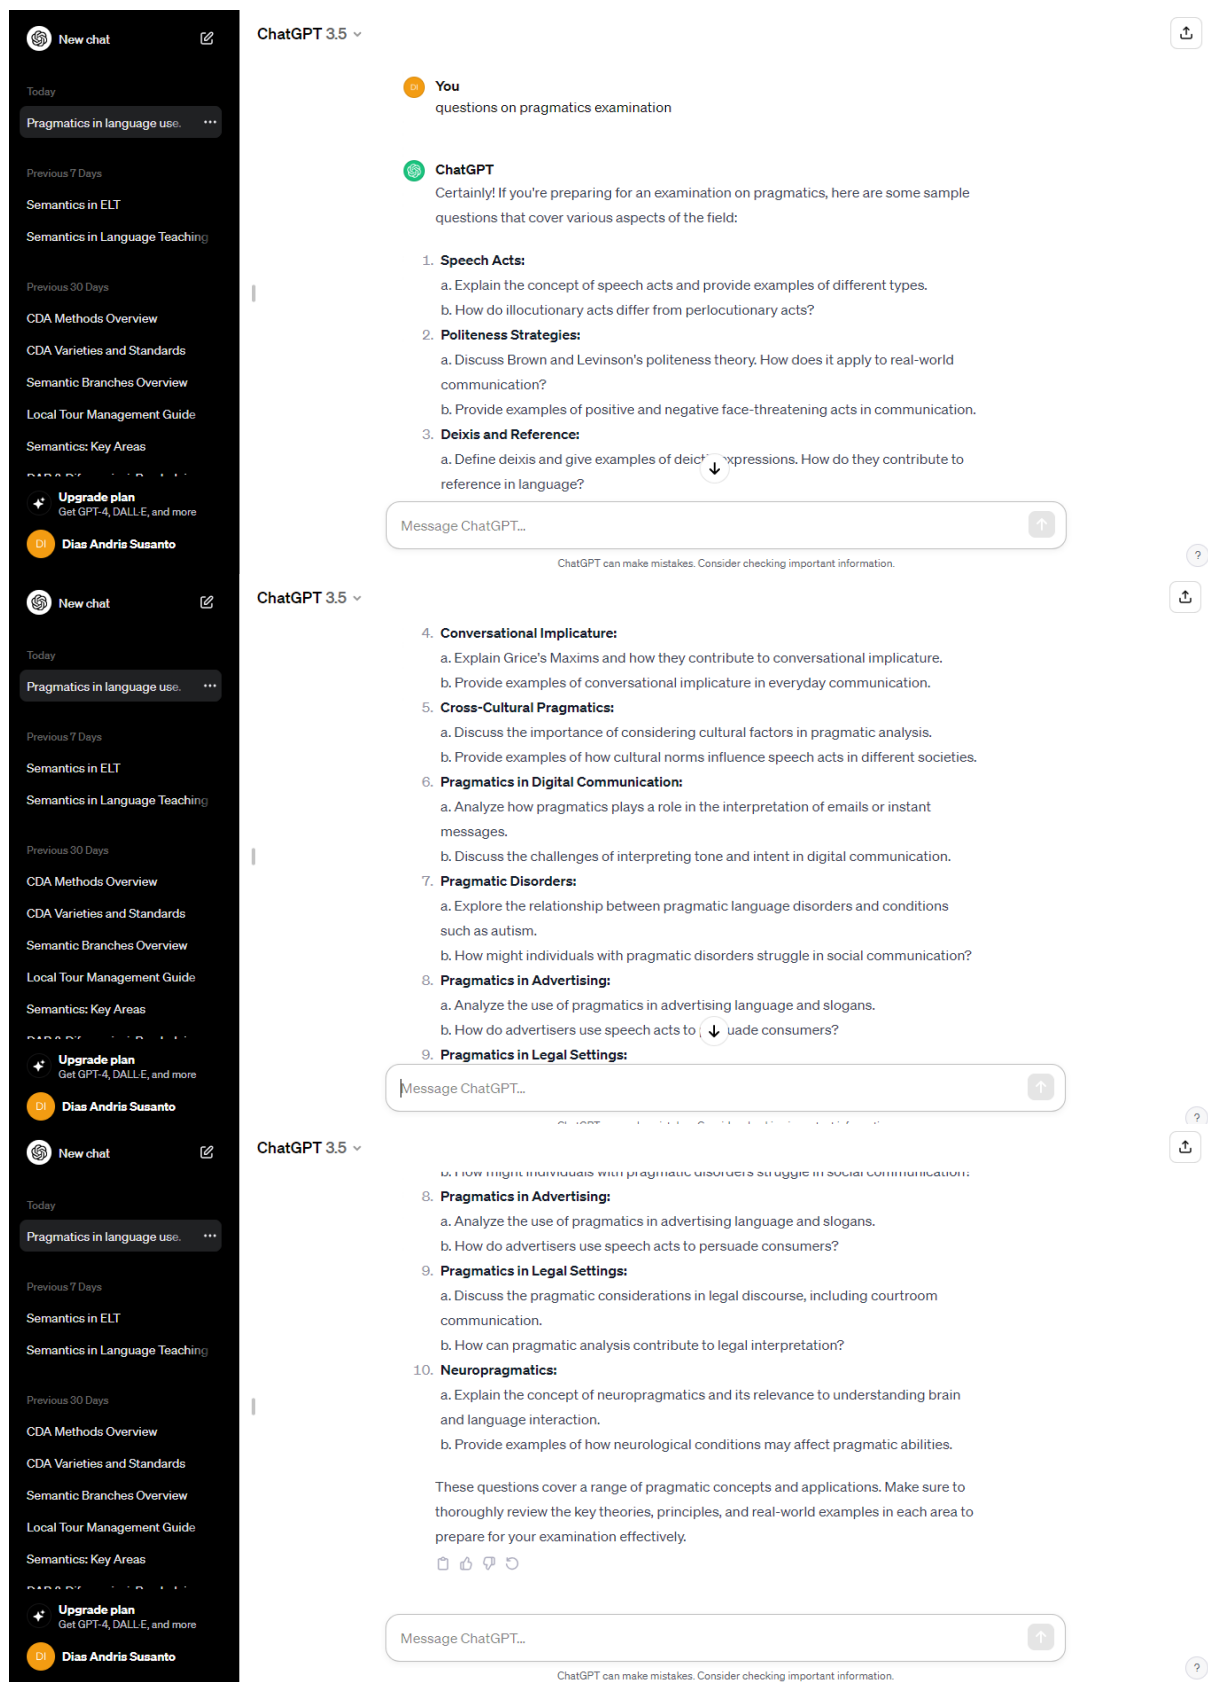 New chat
ChatGPT 3.5
Today
Pragmatics in language use.
Previous 7 Days
Semantics in ELT
Semantics in Language Teaching
Previous 30 Days
CDA Methods Overview
CDA Varieties and Standards
Semantic Branches Overview
Local Tour Management Guide
Semantics: Key Areas
Upgrade plan
Get GPT-4, DALL·E, and more
DI
Dias Andris Susanto
DI
You
questions on pragmatics examination
ChatGPT
Certainly! If you're preparing for an examination on pragmatics, here are some sample
questions that cover various aspects of the field:
1. Speech Acts:
a. Explain the concept of speech acts and provide examples of different types.
b. How do illocutionary acts differ from perlocutionary acts?
2. Politeness Strategies:
a. Discuss Brown and Levinson's politeness theory. How does it apply to real-world
communication?
b. Provide examples of positive and negative face-threatening acts in communication.
3. Deixis and Reference:
a. Define deixis and give examples of expressions. How do they contribute to
reference in language?
Message ChatGPT...
ChatGPT can make mistakes. Consider checking important information.
?
New chat
ChatGPT 3.5
Today
Pragmatics in language use.
Previous 7 Days
Semantics in ELT
Semantics in Language Teaching
Previous 30 Days
CDA Methods Overview
CDA Varieties and Standards
Semantic Branches Overview
Local Tour Management Guide
Semantics: Key Areas
Upgrade plan
Get GPT-4, DALL·E, and more
DI
Dias Andris Susanto
4. Conversational Implicature:
a. Explain Grice's Maxims and how they contribute to conversational implicature.
b. Provide examples of conversational implicature in everyday communication.
5. Cross-Cultural Pragmatics:
a. Discuss the importance of considering cultural factors in pragmatic analysis.
b. Provide examples of how cultural norms influence speech acts in different societies.
6. Pragmatics in Digital Communication:
a. Analyze how pragmatics plays a role in the interpretation of emails or instant
messages.
b. Discuss the challenges of interpreting tone and intent in digital communication.
7. Pragmatic Disorders:
a. Explore the relationship between pragmatic language disorders and conditions
such as autism.
b. How might individuals with pragmatic disorders struggle in social communication?
8. Pragmatics in Advertising:
a. Analyze the use of pragmatics in advertising language and slogans.
b. How do advertisers use speech acts to consumers?
9. Pragmatics in Legal Settings:
Message ChatGPT...
?
New chat
ChatGPT 3.5
Today
Pragmatics in language use.
Previous 7 Days
Semantics in ELT
Semantics in Language Teaching
Previous 30 Days
CDA Methods Overview
CDA Varieties and Standards
Semantic Branches Overview
Local Tour Management Guide
Semantics: Key Areas
Upgrade plan
Get GPT-4, DALL·E, and more
DI
Dias Andris Susanto
b. How might individuals with pragmatic disorders struggle in social communication?
8. Pragmatics in Advertising:
a. Analyze the use of pragmatics in advertising language and slogans.
b. How do advertisers use speech acts to persuade consumers?
9. Pragmatics in Legal Settings:
a. Discuss the pragmatic considerations in legal discourse, including courtroom
communication.
b. How can pragmatic analysis contribute to legal interpretation?
10. Neuropragmatics:
a. Explain the concept of neuropragmatics and its relevance to understanding brain
and language interaction.
b. Provide examples of how neurological conditions may affect pragmatic abilities.
These questions cover a range of pragmatic concepts and applications. Make sure to
thoroughly review the key theories, principles, and real-world examples in each area to
prepare for your examination effectively.
Message ChatGPT...
ChatGPT can make mistakes. Consider checking important information.
?